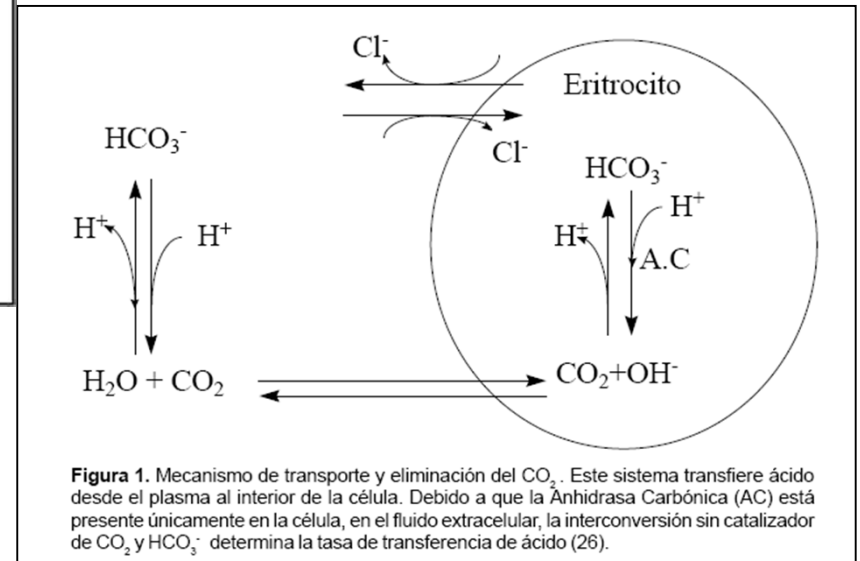 Cl-
Eritrocito
Cl-
HCO3-
HCO3-
H+
H+
H+
H+
A.C
H2O + CO2
CO2+OH-
Figura 1. Mecanismo de transporte y eliminación del CO2. Este sistema transfiere ácido
desde el plasma al interior de la célula. Debido a que la Anhidrasa Carbónica (AC) está
presente únicamente en la célula, en el fluido extracelular, la interconversión sin catalizador
de CO2 y HCO3- determina la tasa de transferencia de ácido (26).